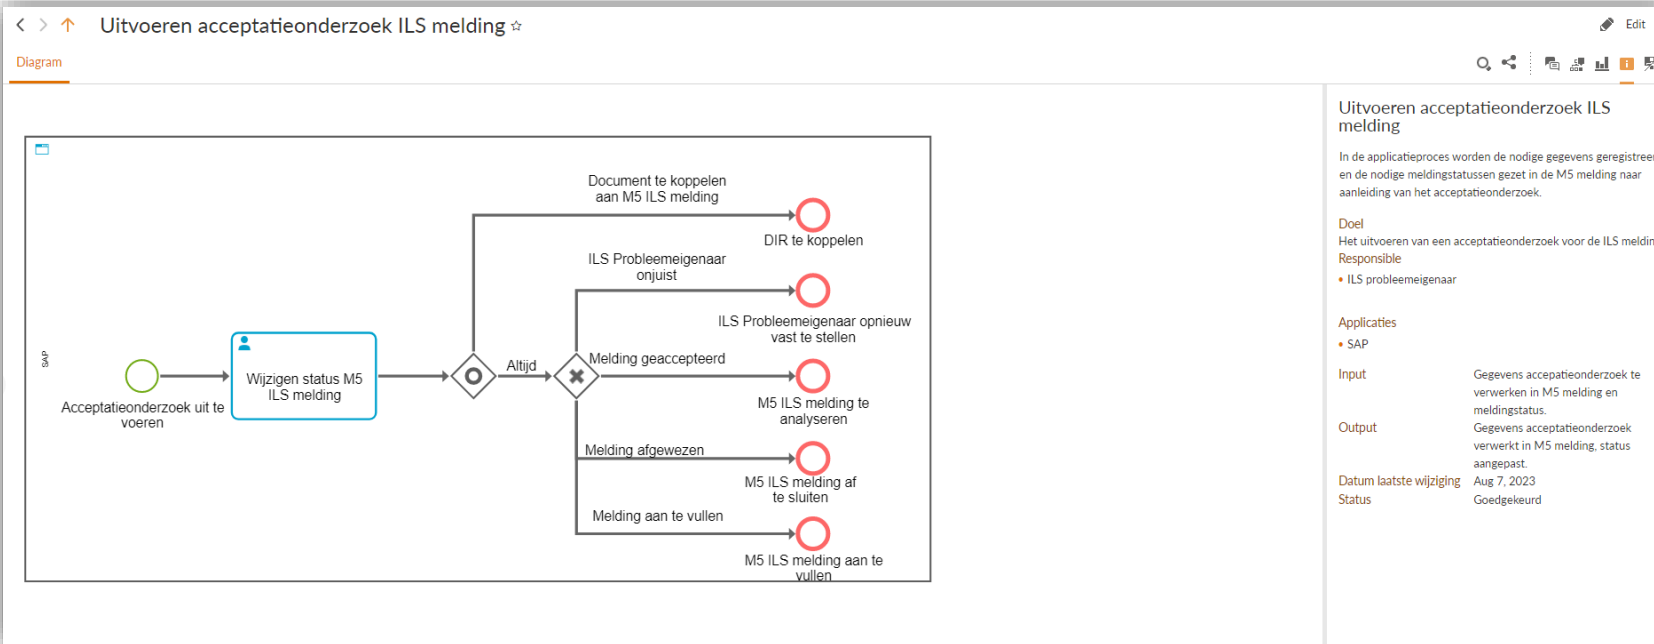 Uitvoeren acceptatieonderzoek ILS melding
Edit
Diagram
SAP
Acceptatieonderzoek uit te
voeren
Wijzigen status M5
ILS melding
Document te koppelen
aan M5 ILS melding
DIR te koppelen
ILS Probleemeigenaar
onjuist
ILS Probleemeigenaar opnieuw
vast te stellen
Altijd
Melding geaccepteerd
M5 ILS melding te
analyseren
Melding afgewezen
M5 ILS melding af
te sluiten
Melding aan te vullen
M5 ILS melding aan te
vullen
Uitvoeren acceptatieonderzoek ILS
melding
In de applicatieproces worden de nodige gegevens geregistreer
en de nodige meldingstatussen gezet in de M5 melding naar
aanleiding van het acceptatieonderzoek.
Doel
Het uitvoeren van een acceptatieonderzoek voor de ILS meldin
Responsible
• ILS probleemeigenaar
Applicaties
• SAP
Input Gegevens accepatieonderzoek te
verwerken in M5 melding en
meldingstatus.
Output Gegevens acceptatieonderzoek
verwerkt in M5 melding, status
aangepast.
Datum laatste wijziging Aug 7, 2023
Status Goedgekeurd